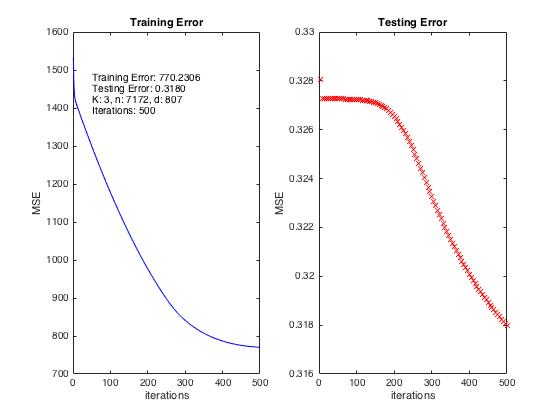 Training Error
1600
1500
1400
1300
1200
1100
1000
900
800
700
MSE
Training Error: 770.2306
Testing Error: 0.3180
K: 3, n: 7172, d: 807
Iterations: 500
0 100 200 300 400 500
iterations
Testing Error
0.33
0.328
0.326
0.324
0.322
0.32
0.318
0.316
MSE
0 100 200 300 400 500
iterations